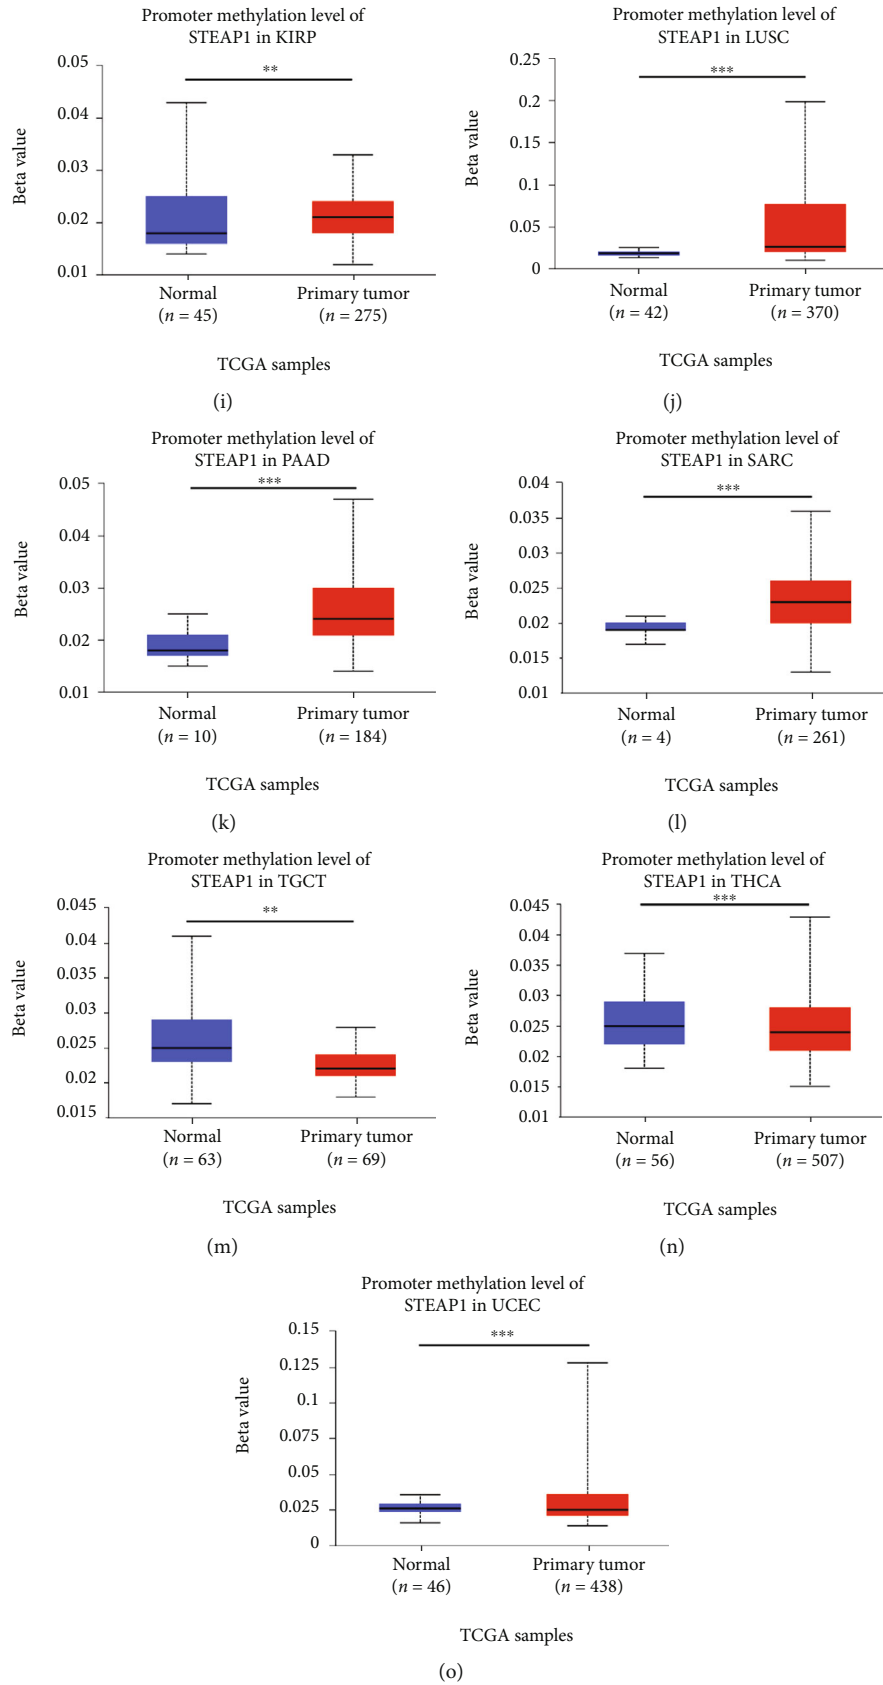 Promoter methylation level of
STEAP1 in KIRP
**
0.05
0.04
0.03
0.02
0.01
Beta value
Normal
(n = 45)
Primary tumor
(n = 275)
TCGA samples
(i)
Promoter methylation level of
STEAP1 in LUSC
***
0.25
0.2
0.15
0.1
0.05
0
Beta value
Normal
(n = 42)
Primary tumor
(n = 370)
TCGA samples
(j)
Promoter methylation level of
STEAP1 in PAAD
***
0.05
0.04
0.03
0.02
0.01
Beta value
Normal
(n = 10)
Primary tumor
(n = 184)
TCGA samples
(k)
Promoter methylation level of
STEAP1 in SARC
***
0.04
0.035
0.03
0.025
0.02
0.015
0.01
Beta value
Normal
(n = 4)
Primary tumor
(n = 261)
TCGA samples
(l)
Promoter methylation level of
STEAP1 in TGCT
**
0.045
0.04
0.03
0.025
0.02
0.015
Beta value
Normal
(n = 63)
Primary tumor
(n = 69)
TCGA samples
(m)
Promoter methylation level of
STEAP1 in THCA
***
0.045
0.04
0.035
0.03
0.025
0.02
0.015
0.01
Beta value
Normal
(n = 56)
Primary tumor
(n = 507)
TCGA samples
(n)
Promoter methylation level of
STEAP1 in UCEC
***
0.15
0.125
0.1
0.075
0.05
0.025
0
Beta value
Normal
(n = 46)
Primary tumor
(n = 438)
TCGA samples
(o)